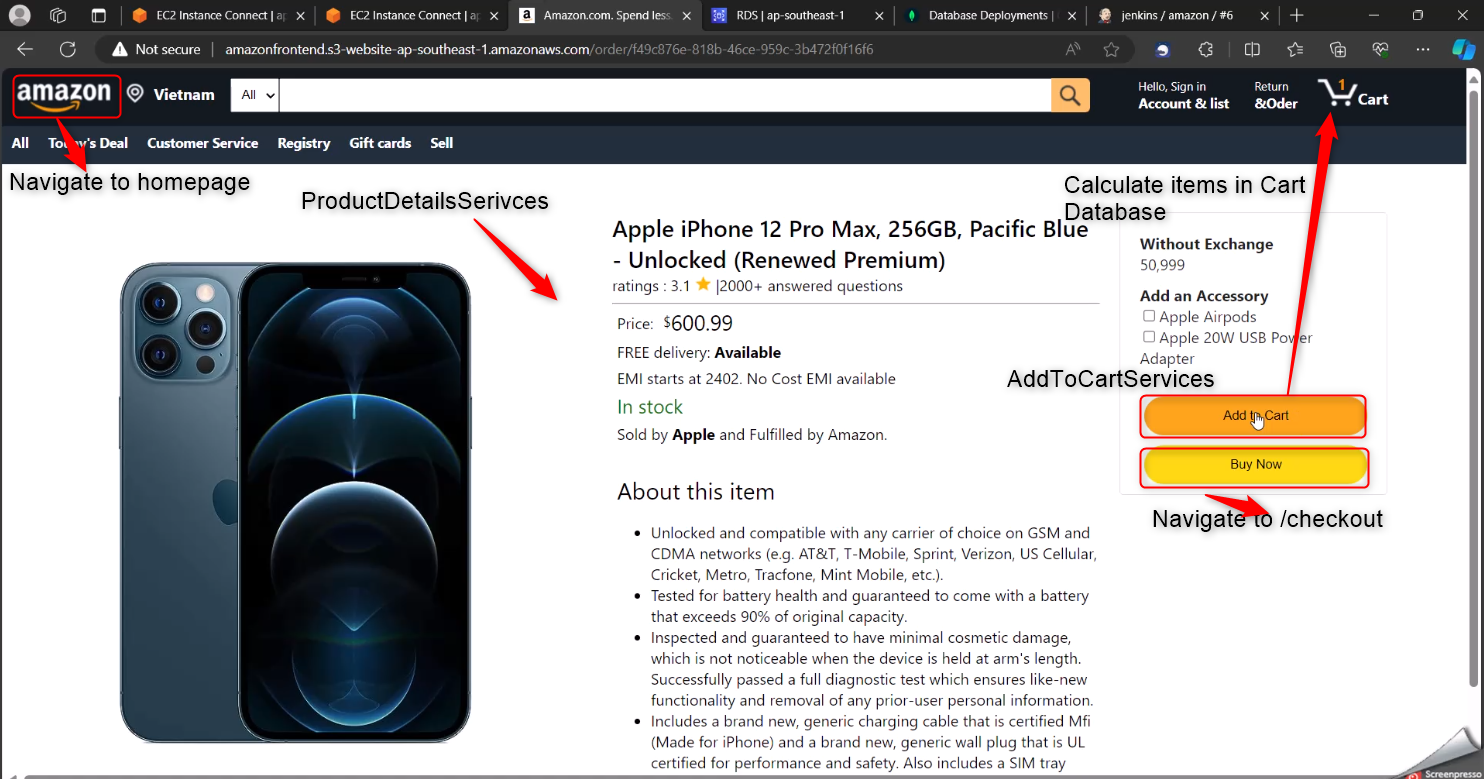 EC2 Instance Connect | ap
EC2 Instance Connect | ap
Amazon.com. Spend less.
RDS | ap-southeast-1
Database Deployments |
jenkins / amazon / #6
Not secure
amazonfrontend.s3-website-ap-southeast-1.amazonaws.com/order/f49c876e-818b-46ce-959c-3b472f0f16f6
amazon
Vietnam
All
Hello, Sign in
Account & list
Return
&Oder
1
Cart
All
Today's Deal
Customer Service
Registry
Gift cards
Sell
Navigate to homepage
ProductDetailsSerivces
Calculate items in Cart
Database
Apple iPhone 12 Pro Max, 256GB, Pacific Blue
- Unlocked (Renewed Premium)
ratings : 3.1 ⭐ |2000+ answered questions
Price: $600.99
FREE delivery: Available
EMI starts at 2402. No Cost EMI available
In stock
Sold by Apple and Fulfilled by Amazon.
About this item
• Unlocked and compatible with any carrier of choice on GSM and
CDMA networks (e.g. AT&T, T-Mobile, Sprint, Verizon, US Cellular,
Cricket, Metro, Tracfone, Mint Mobile, etc.).
• Tested for battery health and guaranteed to come with a battery
that exceeds 90% of original capacity.
• Inspected and guaranteed to have minimal cosmetic damage,
which is not noticeable when the device is held at arm's length.
Successfully passed a full diagnostic test which ensures like-new
functionality and removal of any prior-user personal information.
• Includes a brand new, generic charging cable that is certified Mfi
(Made for iPhone) and a brand new, generic wall plug that is UL
certified for performance and safety. Also includes a SIM tray
Without Exchange
50,999
Add an Accessory
Apple Airpods
Apple 20W USB Power
Adapter
AddToCartServices
Add to Cart
Buy Now
Navigate to /checkout
Screenpresso